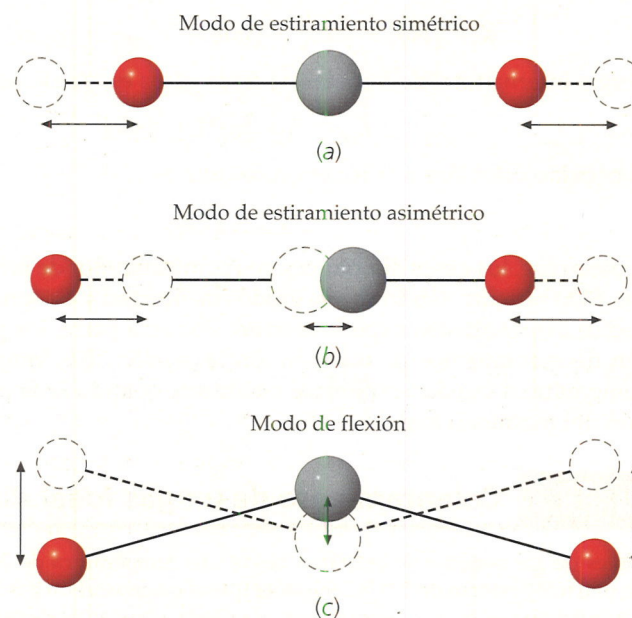 Modo de estiramiento simétrico
(a)
Modo de estiramiento asimétrico
(b)
Modo de flexión
(c)